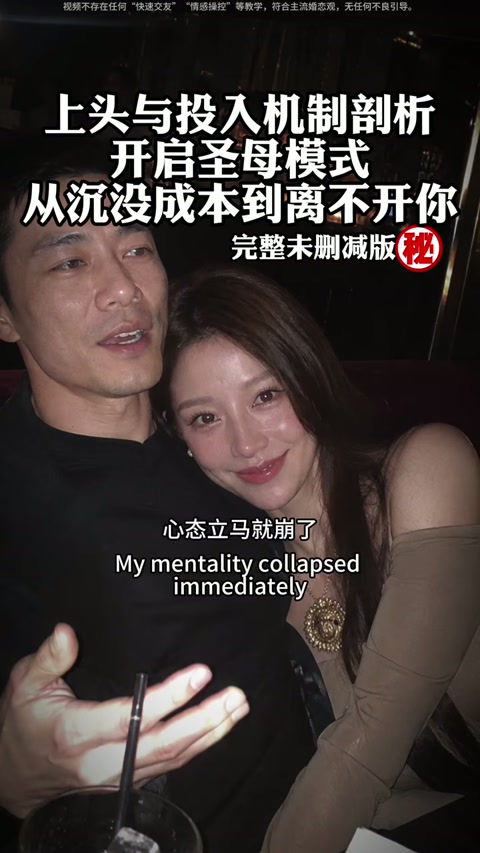 视频不存在任何“快速交友”“情感操控”等教学，符合主流婚恋观，无任何不良引导。
上头与投入机制剖析
开启圣母模式
从沉没成本到离不开你
完整未删减版秘
心态立马就崩了
My mentality collapsed
immediately